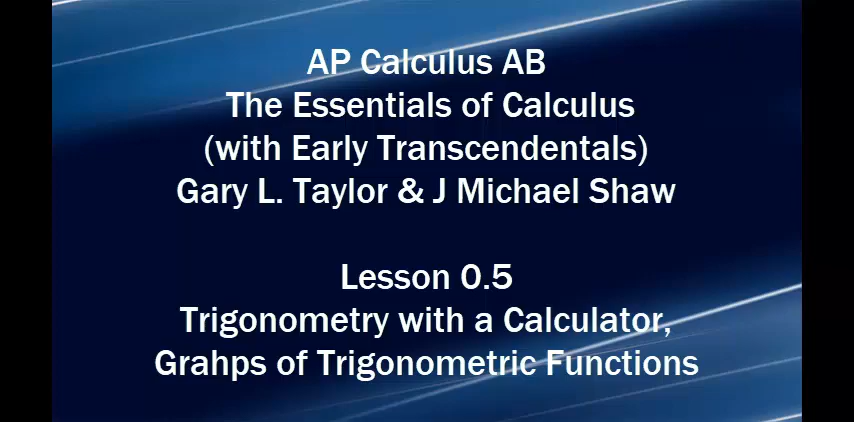 AP Calculus AB
The Essentials of Calculus
(with Early Transcendentals)
Gary L. Taylor & J Michael Shaw
Lesson 0.5
Trigonometry with a Calculator,
Grahps of Trigonometric Functions